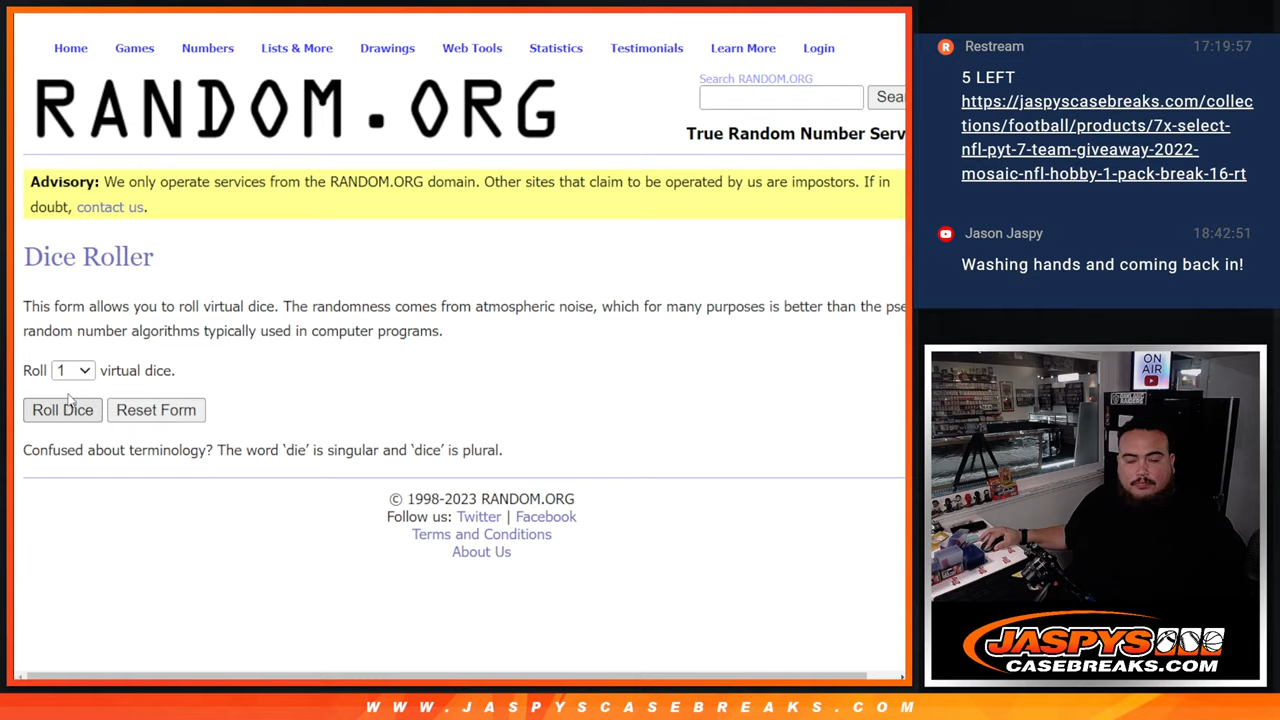 Home Games Numbers Lists & More Drawings Web Tools Statistics Testimonials Learn More Login
RANDOM.ORG
Search RANDOM.ORG
Sea
True Random Number Serv
Advisory: We only operate services from the RANDOM.ORG domain. Other sites that claim to be operated by us are impostors. If in
doubt, contact us.
Dice Roller
This form allows you to roll virtual dice. The randomness comes from atmospheric noise, which for many purposes is better than the pse
random number algorithms typically used in computer programs.
Roll 1 virtual dice.
Roll Dice Reset Form
Confused about terminology? The word ‘die’ is singular and ‘dice’ is plural.
© 1998-2023 RANDOM.ORG
Follow us: Twitter | Facebook
Terms and Conditions
About Us
Restream 17:19:57
5 LEFT
https://jaspyscasebreaks.com/collec
tions/football/products/7x-select-
nfl-pyt-7-team-giveaway-2022-
mosaic-nfl-hobby-1-pack-break-16-rt
Jason Jaspy 18:42:51
Washing hands and coming back in!
ON
AIR
JASPYS
CASEBREAKS.COM
WWW.JASPYSCASEBREAKS.COM